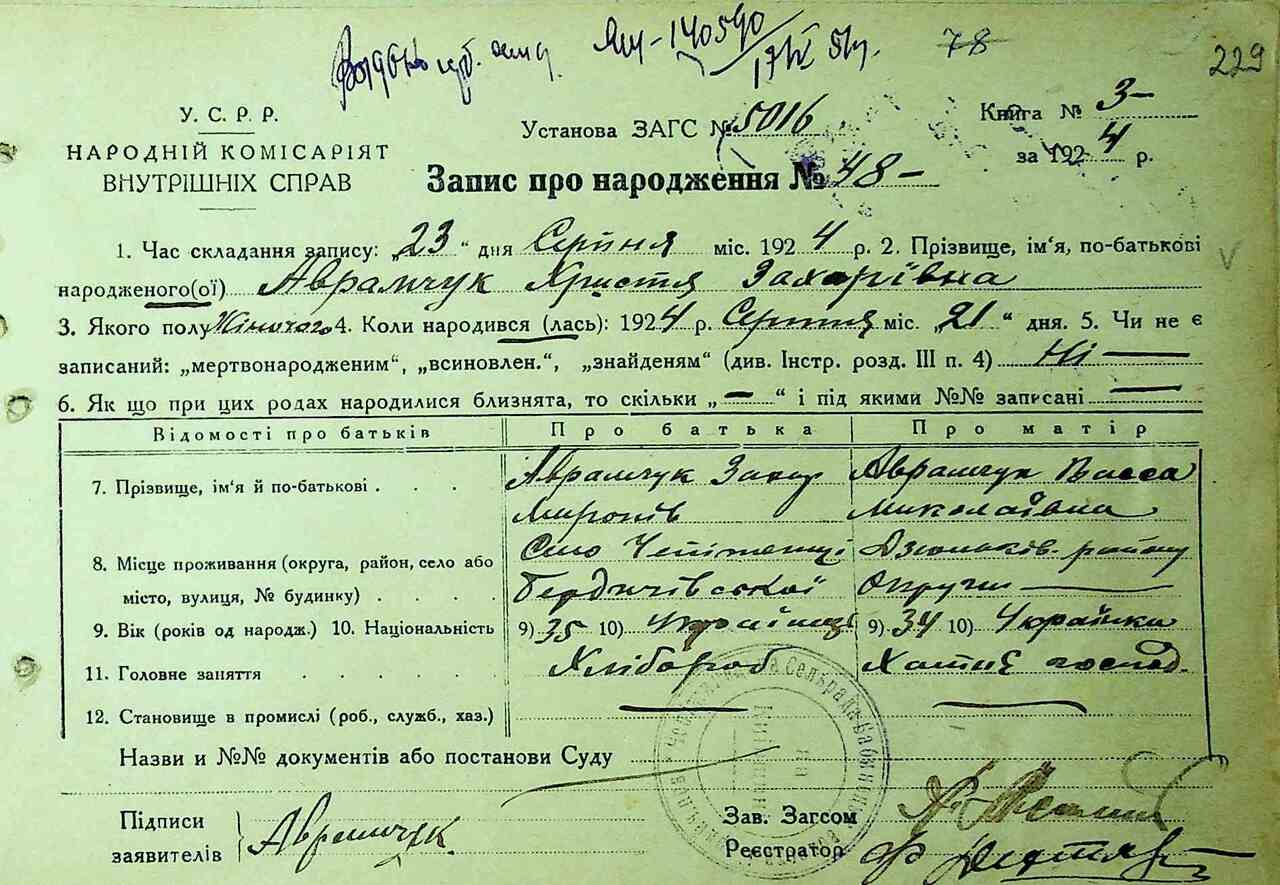 Яш-140590 78 229
17/IX 51г.
У. С. Р. Р.
НАРОДНІЙ КОМІСАРІЯТ
ВНУТРІШНІХ СПРАВ
Установа ЗАГС № 5016 Книга № 3-
за 1924 р.
Запис про народження № 48-
1. Час складання запису: „23“ дня Серпня міс. 1924 р. 2. Прізвище, ім‘я, по-батькові
народженого(ої) Аврамчук Христя Захарівна
3. Якого полу Жіночого 4. Коли народився (лась): 1924 р. Серпня міс. „21“ дня. 5. Чи не є
записаний: „мертвонародженим“, „всиновлен.“, „знайденям“ (див. Інстр. розд. III п. 4) Ні —
6. Як що при цих родах народилися близнята, то скільки „—“ і під якими №№ записані —
Відомості про батьків Про батька Про матір
7. Прізвище, ім‘я й по-батькові . . . Аврамчук Захар Аврамчук Васса
Миронів Миколаївна
8. Місце проживання (округа, район, село або Село Дзюньків. району
місто, вулиця, № будинку) . . . . Бердичівської Округи —
9. Вік (років од народж.) 10. Національність 9) 35 10) Українець 9) 34 10) Українка
11. Головне заняття . . . . . Хлібороб Хатнє господ.
12. Становище в промислі (роб., служб., хаз.) — —
Назви и №№ документів або постанови Суду
Підписи
заявителів Аврамчук
Зав. Загсом
Реєстратор